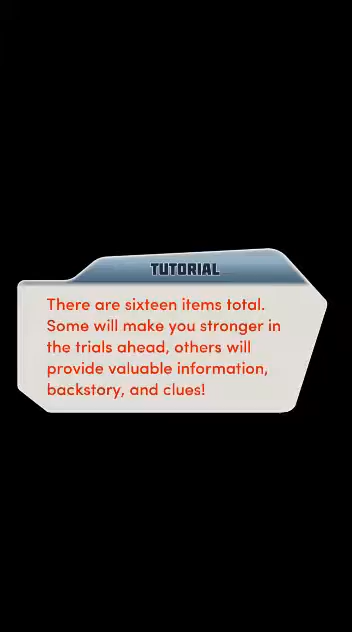 TUTORIAL
There are sixteen items total.
Some will make you stronger in
the trials ahead, others will
provide valuable information,
backstory, and clues!